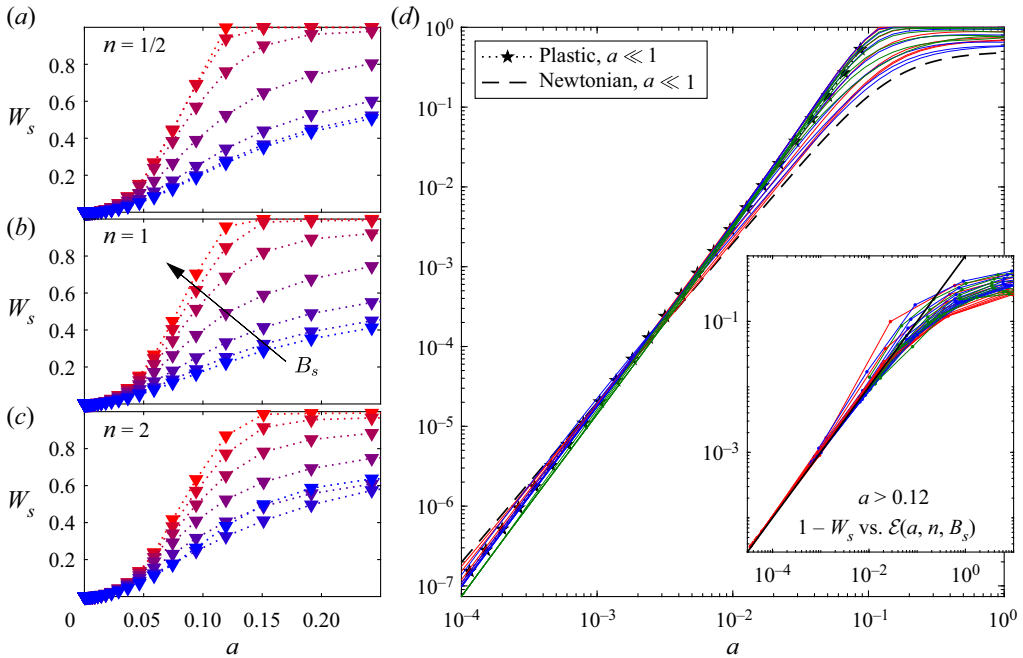 (a)
n = 1/2
W_s
0.8
0.6
0.4
0.2
(b)
n = 1
W_s
0.8
0.6
0.4
0.2
B_s
(c)
n = 2
W_s
0.8
0.6
0.4
0.2
0
0.05
0.10
0.15
0.20
a
(d)
Plastic, a ≪ 1
Newtonian, a ≪ 1
10^0
10^−1
10^−2
10^−3
10^−4
10^−5
10^−6
10^−7
10^−4
10^−3
10^−2
10^−1
10^0
a
10^−1
10^−3
a > 0.12
1 − W_s vs. ℰ(a, n, B_s)
10^−4
10^−2
10^0